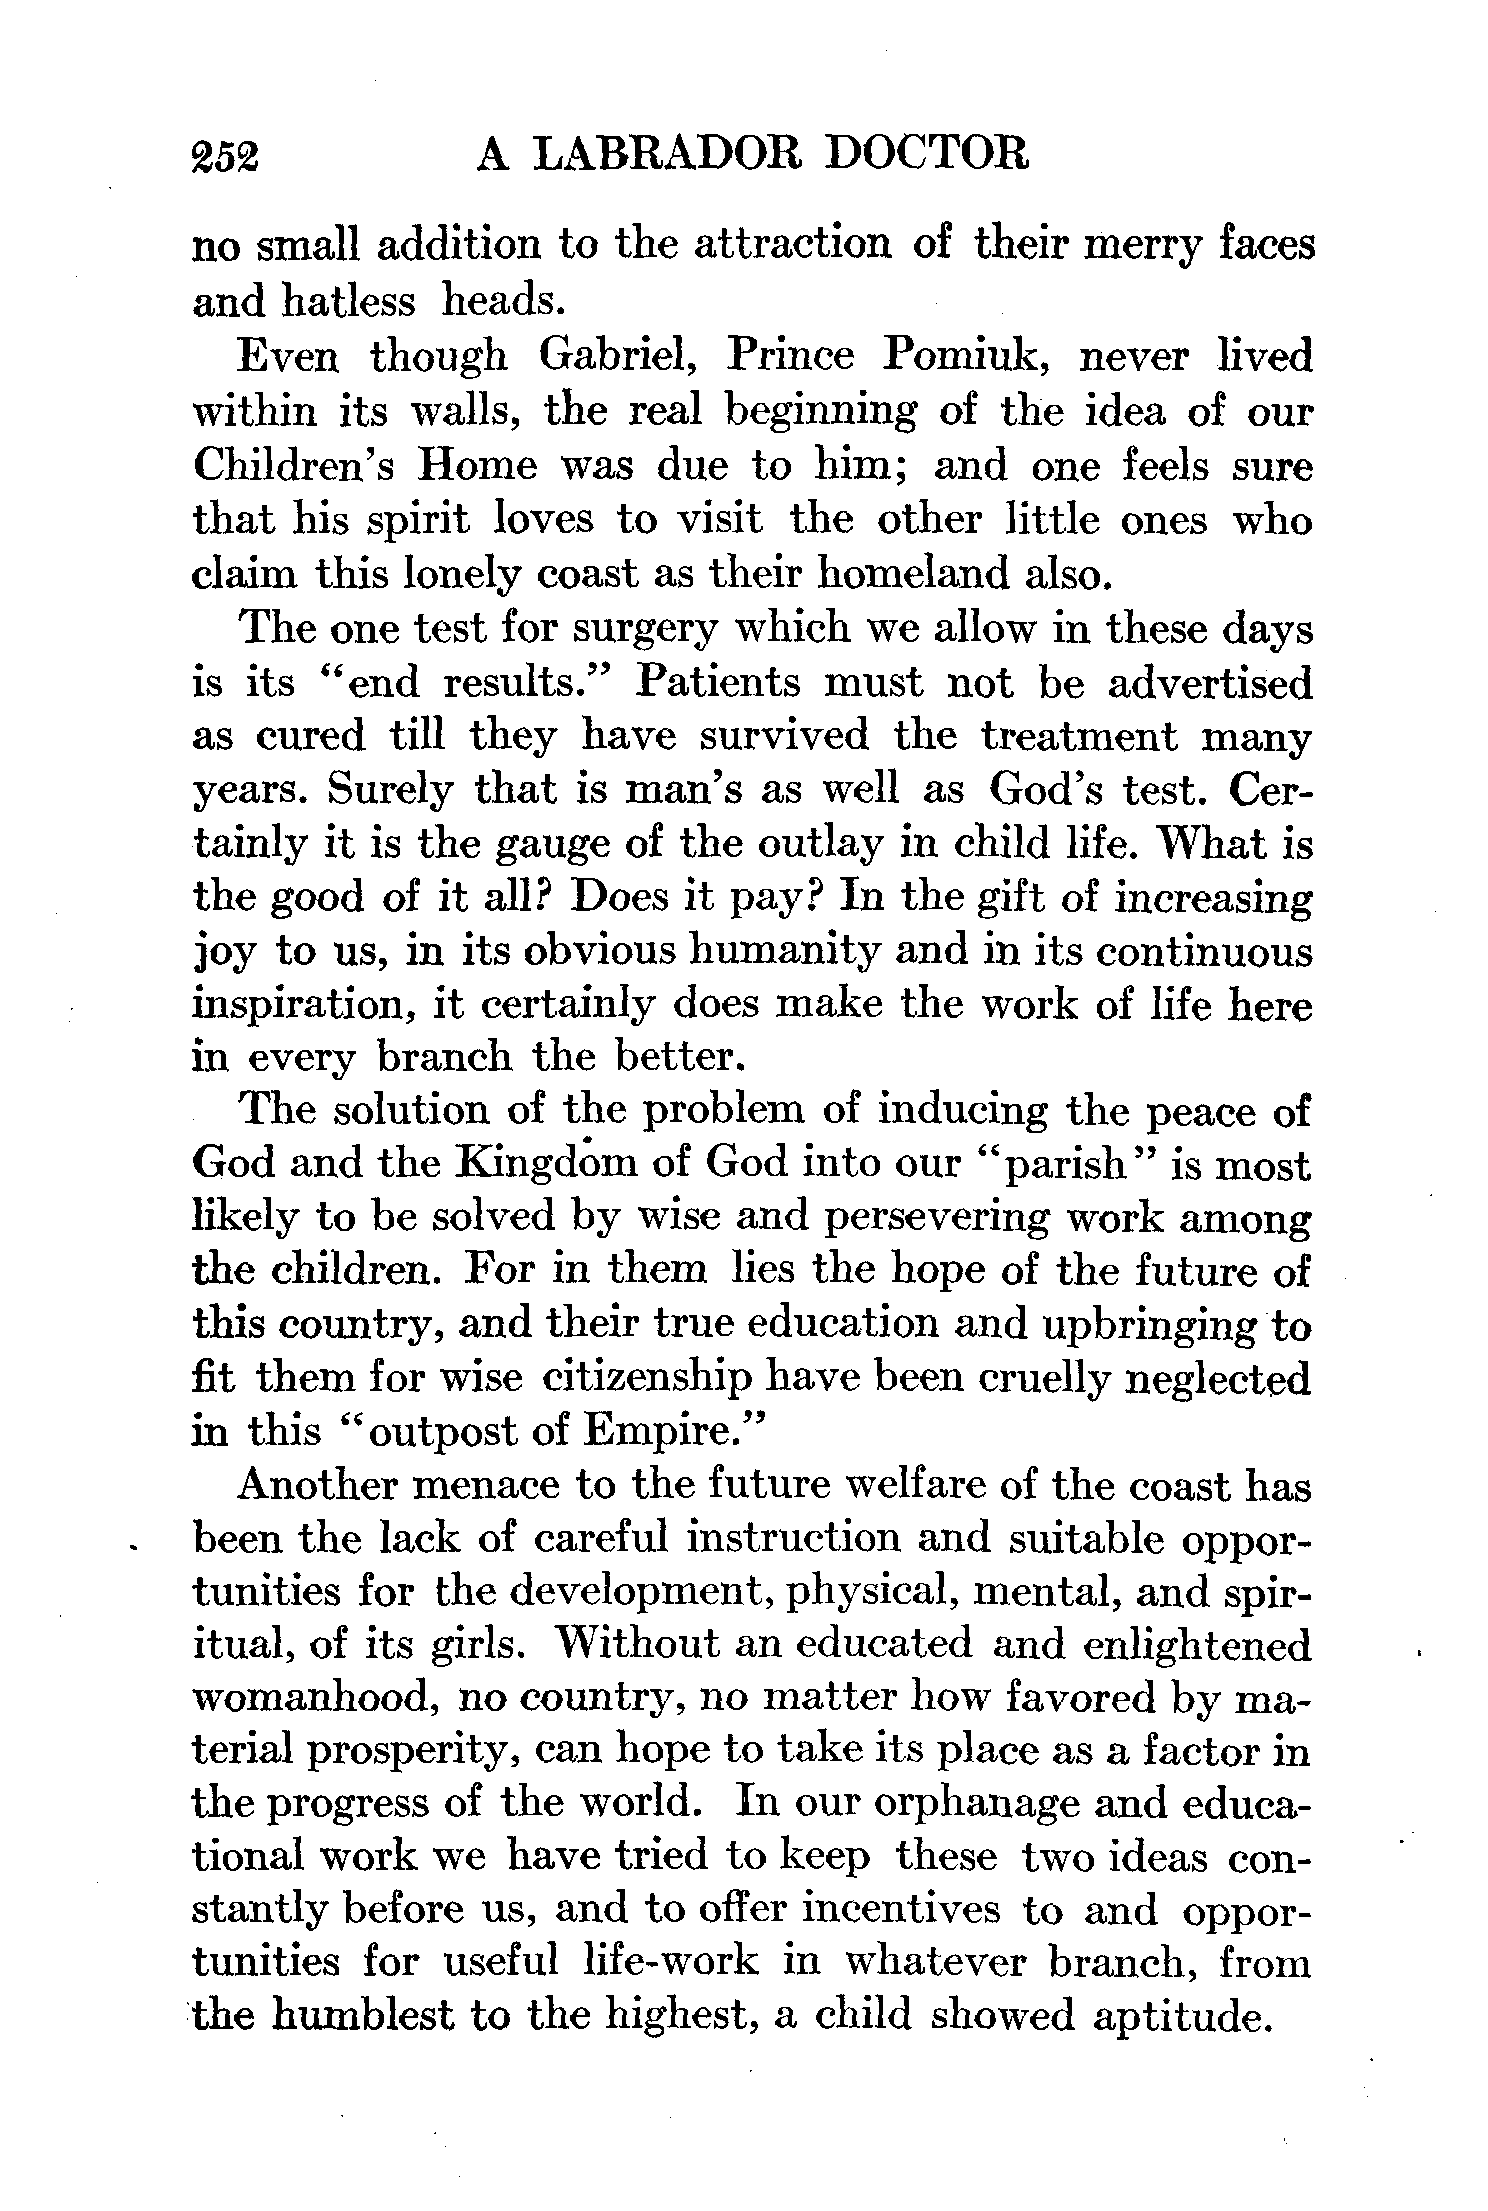 252 A LABRADOR DOCTOR
no small addition to the attraction of their merry faces
and hatless heads.
Even though Gabriel, Prince Pomiuk, never lived
within its walls, the real beginning of the idea of our
Children's Home was due to him; and one feels sure
that his spirit loves to visit the other little ones who
claim this lonely coast as their homeland also.
The one test for surgery which we allow in these days
is its "end results." Patients must not be advertised
as cured till they have survived the treatment many
years. Surely that is man's as well as God's test. Cer-
tainly it is the gauge of the outlay in child life. What is
the good of it all? Does it pay? In the gift of increasing
joy to us, in its obvious humanity and in its continuous
inspiration, it certainly does make the work of life here
in every branch the better.
The solution of the problem of inducing the peace of
God and the Kingdom of God into our "parish" is most
likely to be solved by wise and persevering work among
the children. For in them lies the hope of the future of
this country, and their true education and upbringing to
fit them for wise citizenship have been cruelly neglected
in this "outpost of Empire."
Another menace to the future welfare of the coast has
been the lack of careful instruction and suitable oppor-
tunities for the development, physical, mental, and spir-
itual, of its girls. Without an educated and enlightened
womanhood, no country, no matter how favored by ma-
terial prosperity, can hope to take its place as a factor in
the progress of the world. In our orphanage and educa-
tional work we have tried to keep these two ideas con-
stantly before us, and to offer incentives to and oppor-
tunities for useful life-work in whatever branch, from
the humblest to the highest, a child showed aptitude.